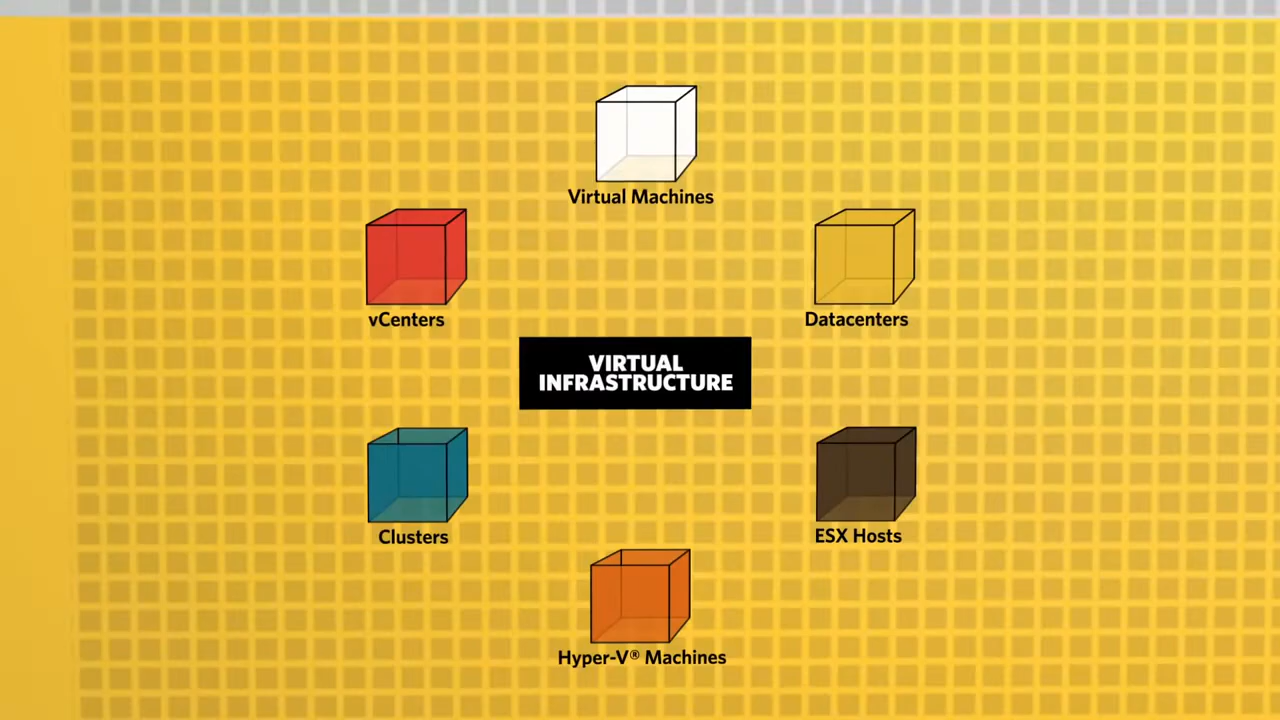 Virtual Machines
vCenters
Datacenters
VIRTUAL
INFRASTRUCTURE
Clusters
ESX Hosts
Hyper-V® Machines